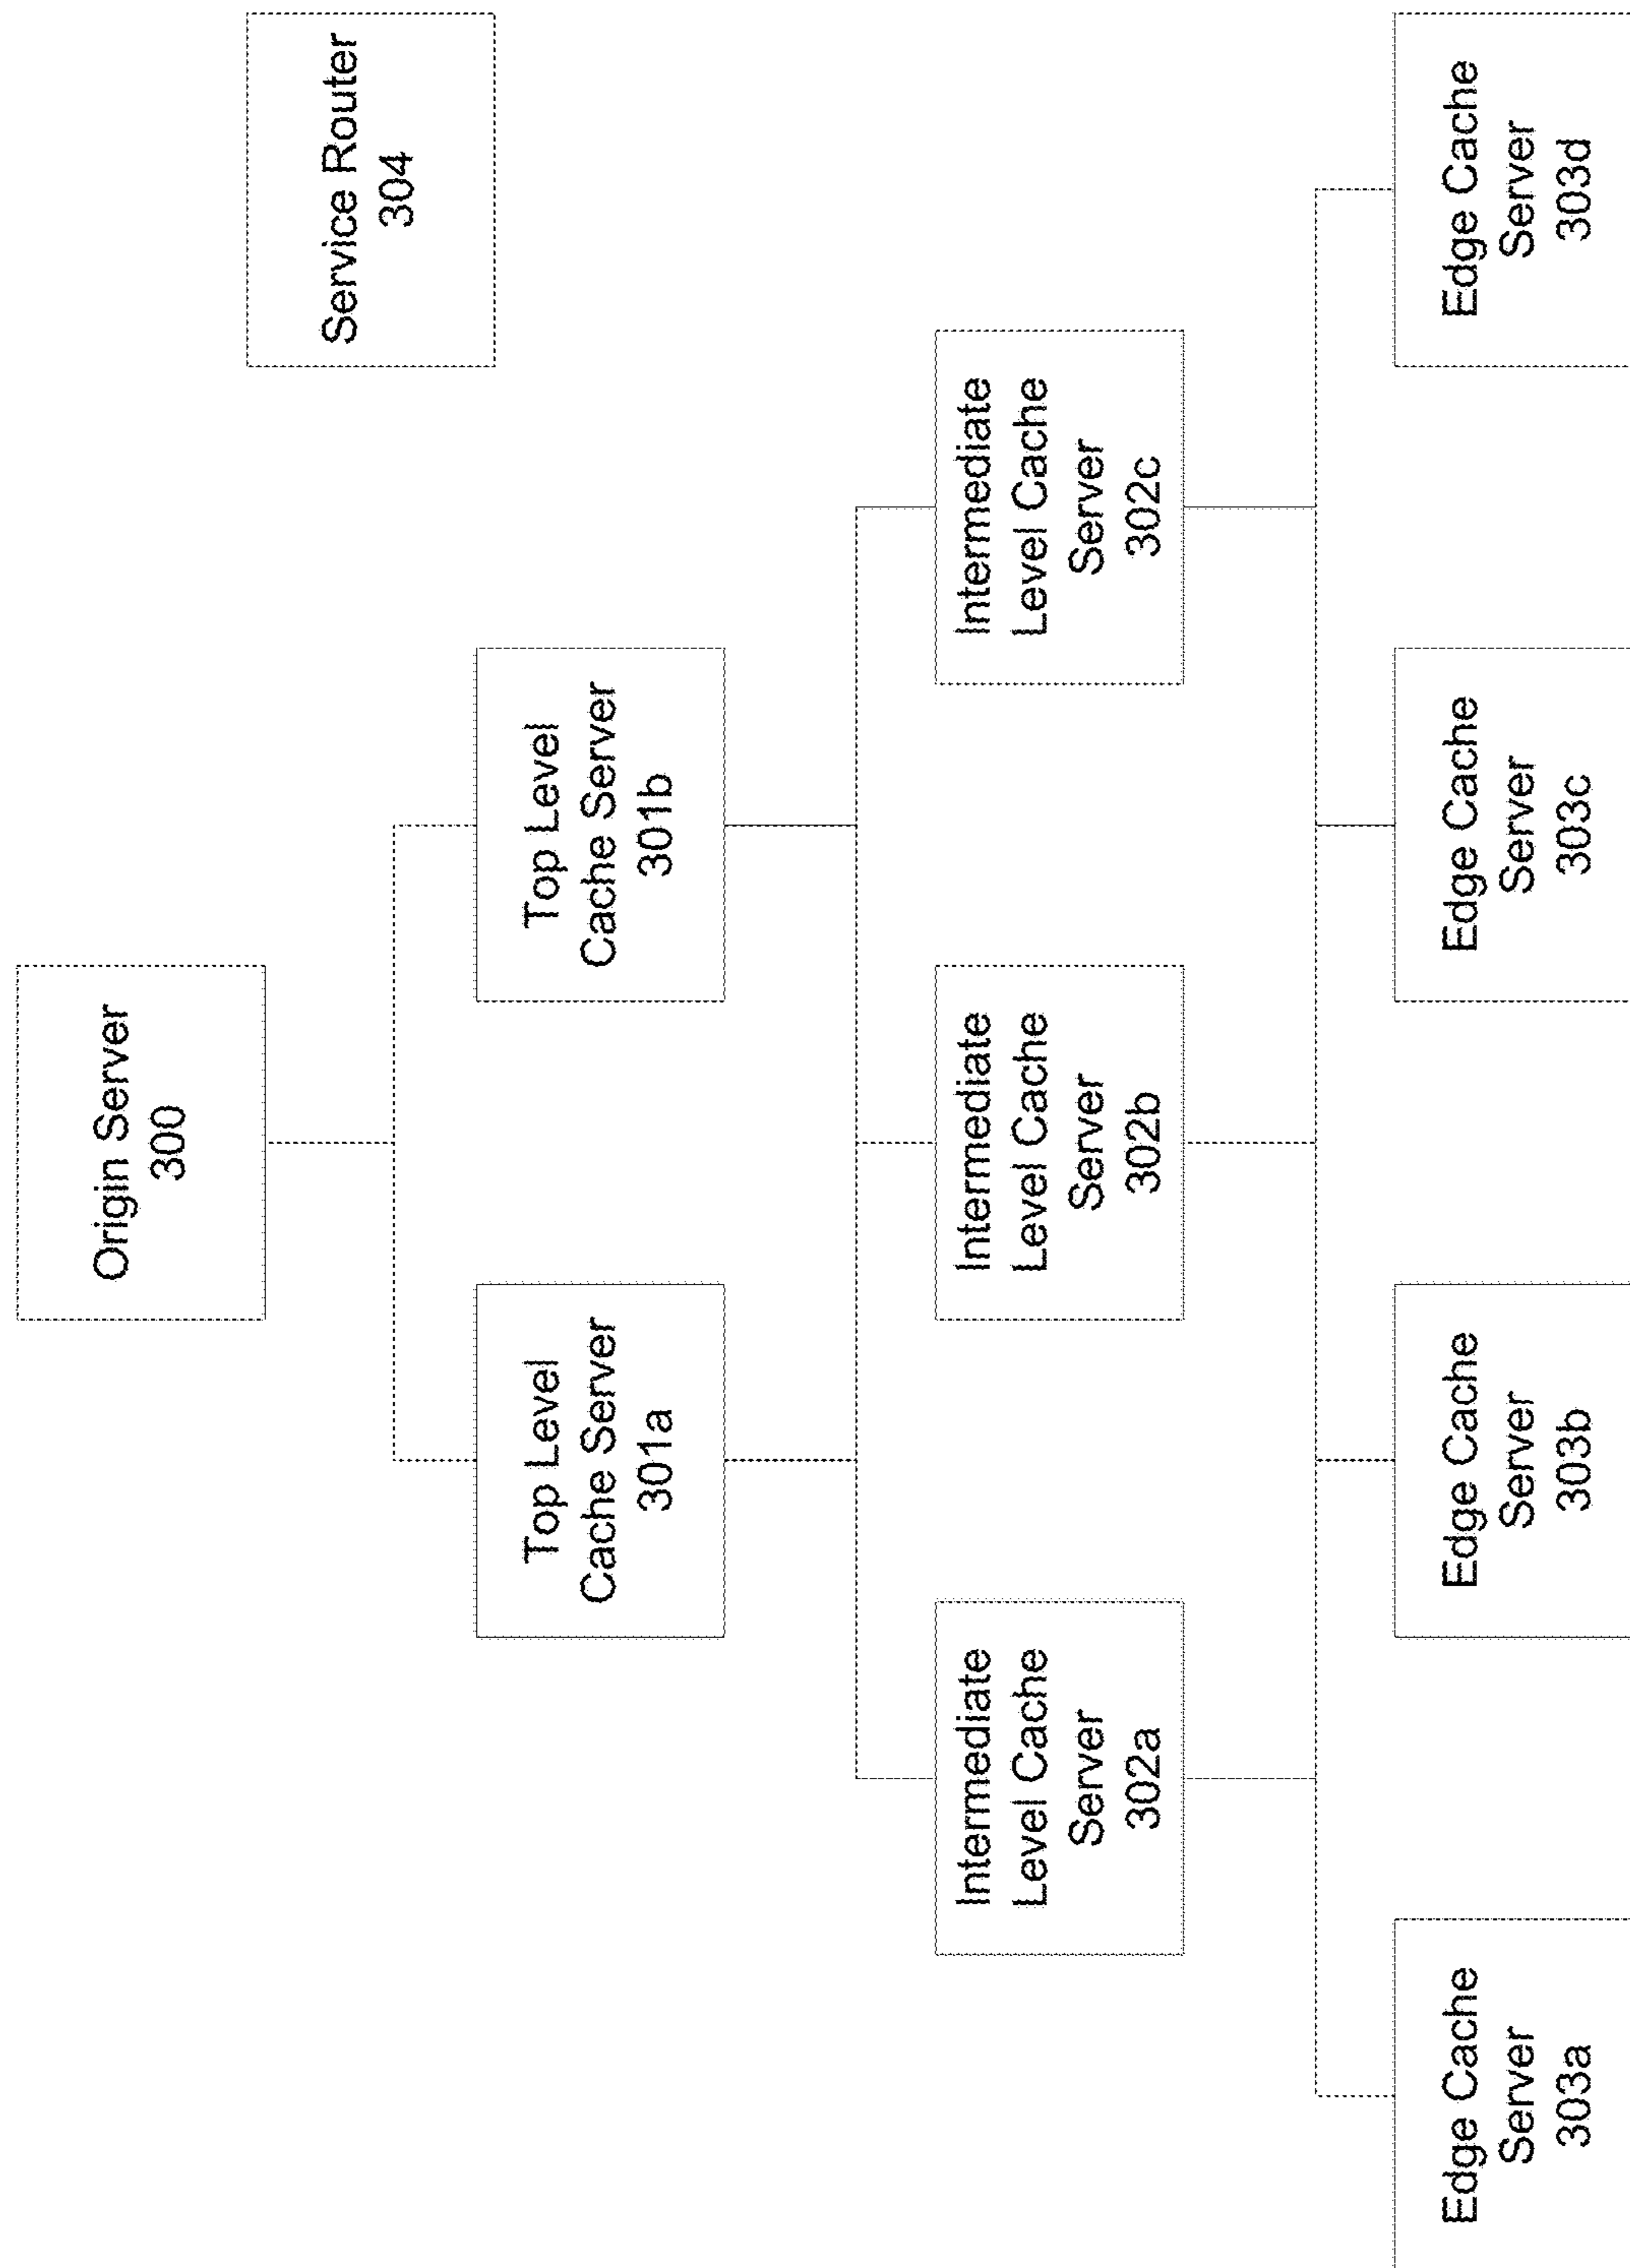 Origin Server
300
Service Router
304
Top Level
Cache Server
301a
Top Level
Cache Server
301b
Intermediate
Level Cache
Server
302a
Intermediate
Level Cache
Server
302b
Intermediate
Level Cache
Server
302c
Edge Cache
Server
303a
Edge Cache
Server
303b
Edge Cache
Server
303c
Edge Cache
Server
303d